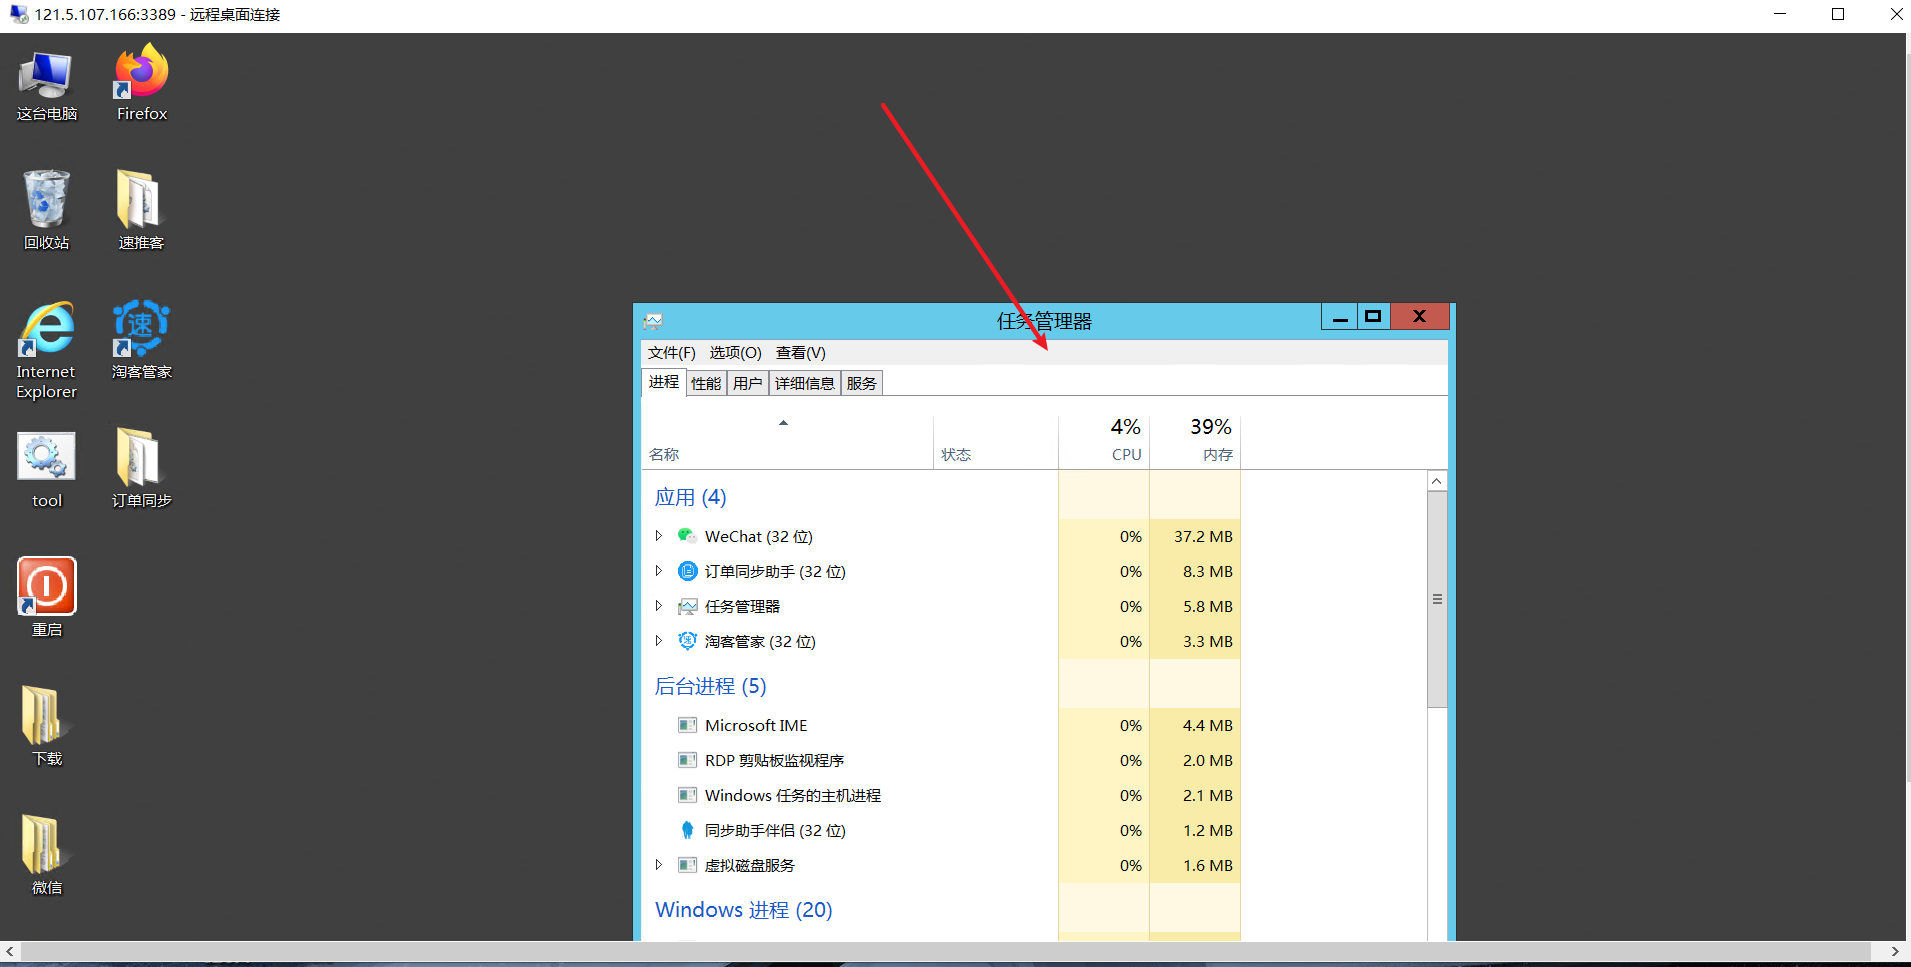 121.5.107.166:3389 - 远程桌面连接
这台电脑
Firefox
回收站
速推客
Internet
Explorer
速
淘客管家
tool
订单同步
重启
下载
微信
任务管理器
X
文件(F) 选项(O) 查看(V)
进程 性能 用户 详细信息 服务
4% 39%
名称 状态 CPU 内存
应用 (4)
WeChat (32 位) 0% 37.2 MB
订单同步助手 (32 位) 0% 8.3 MB
任务管理器 0% 5.8 MB
淘客管家 (32 位) 0% 3.3 MB
后台进程 (5)
Microsoft IME 0% 4.4 MB
RDP 剪贴板监视程序 0% 2.0 MB
Windows 任务的主机进程 0% 2.1 MB
同步助手伴侣 (32 位) 0% 1.2 MB
虚拟磁盘服务 0% 1.6 MB
Windows 进程 (20)